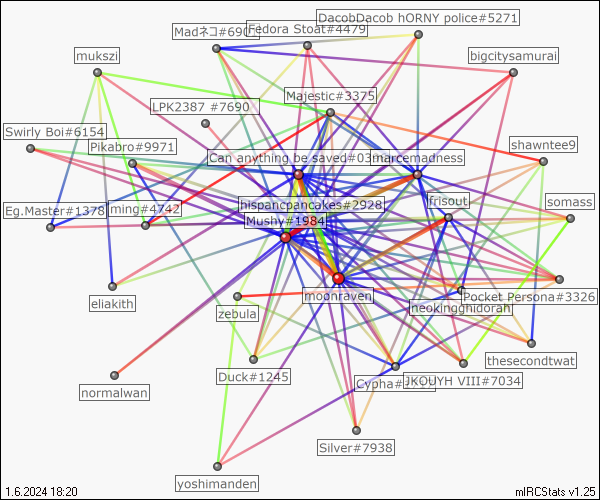 DacobDacob hORNY police#5271
Madネコ#690
Fedora Stoat#4479
mukszi
bigcitysamurai
Majestic#3375
LPK2387 #7690
Swirly Boi#6154
Pikabro#9971
shawntee9
Can anything be saved#03
marcemadness
hispanicpancakes#2928
frisout
somass
Eg.Master#1378
ming#4742
Mushy#1984
eliakith
moonraven
Pocket Persona#3326
neokingghidorah
zebula
thesecondtwat
Duck#1245
Cypha#
JKOUYH VIII#7034
normalwan
Silver#7938
yoshimanden
1.6.2024 18:20
mIRCStats v1.25